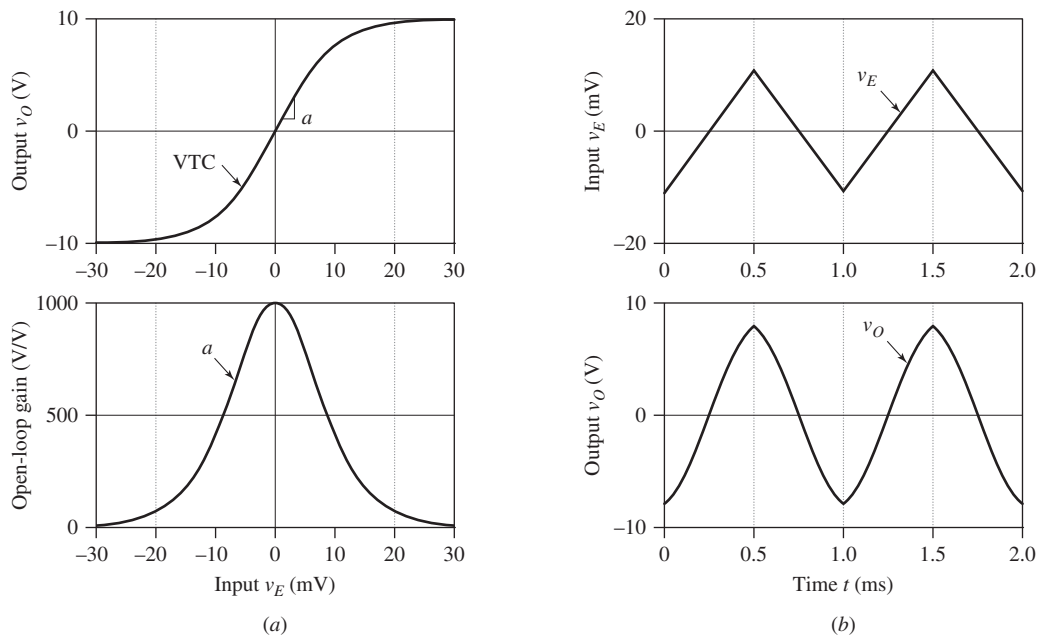 10
Output v_O (V)
0
–10
VTC
a
–30 –20 –10 0 10 20 30
1000
Open-loop gain (V/V)
500
0
a
–30 –20 –10 0 10 20 30
Input v_E (mV)
(a)
20
Input v_E (mV)
0
–20
v_E
0 0.5 1.0 1.5 2.0
10
Output v_O (V)
0
–10
v_O
0 0.5 1.0 1.5 2.0
Time t (ms)
(b)